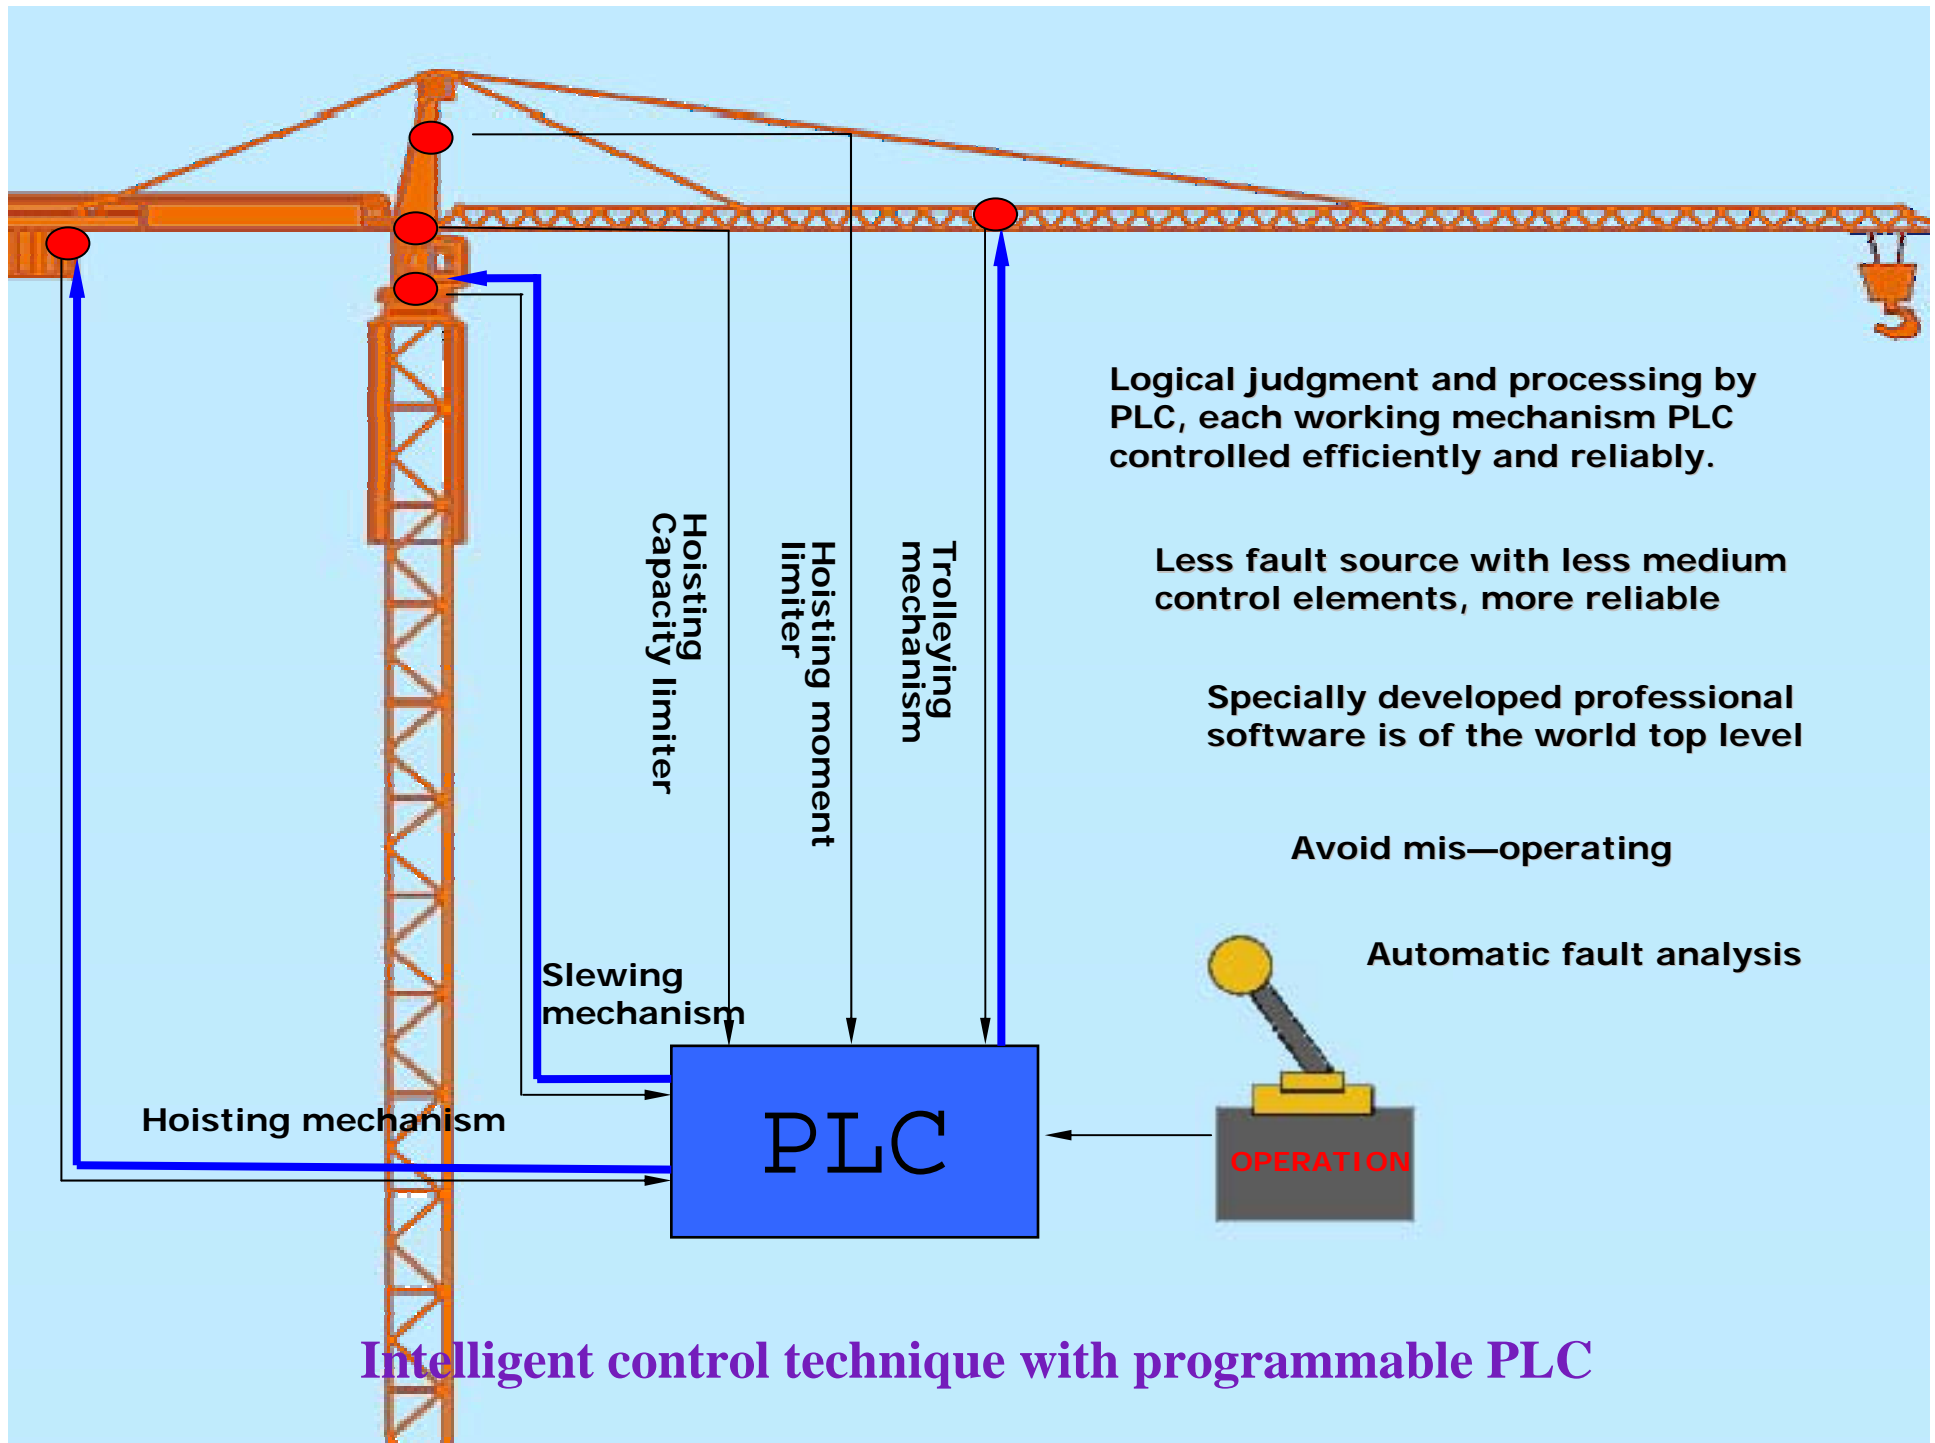 Logical judgment and processing by
PLC, each working mechanism PLC
controlled efficiently and reliably.
Less fault source with less medium
control elements, more reliable
Specially developed professional
software is of the world top level
Avoid mis—operating
Automatic fault analysis
Hoisting
Capacity limiter
Hoisting moment
limiter
Trolleying
mechanism
Slewing
mechanism
Hoisting mechanism
PLC
OPERATION
Intelligent control technique with programmable PLC